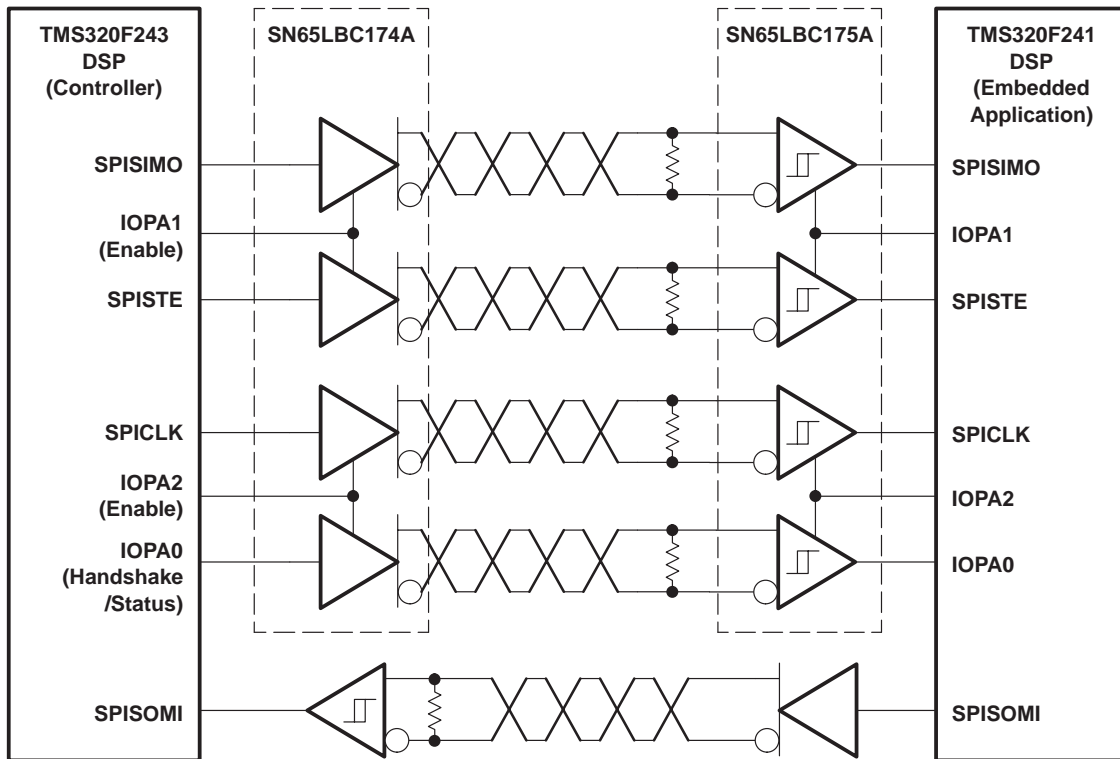 TMS320F243
DSP
(Controller)
SN65LBC174A
SN65LBC175A
TMS320F241
DSP
(Embedded
Application)
SPISIMO
SPISIMO
IOPA1
(Enable)
IOPA1
SPISTE
SPISTE
SPICLK
SPICLK
IOPA2
(Enable)
IOPA2
IOPA0
(Handshake
/Status)
IOPA0
SPISOMI
SPISOMI